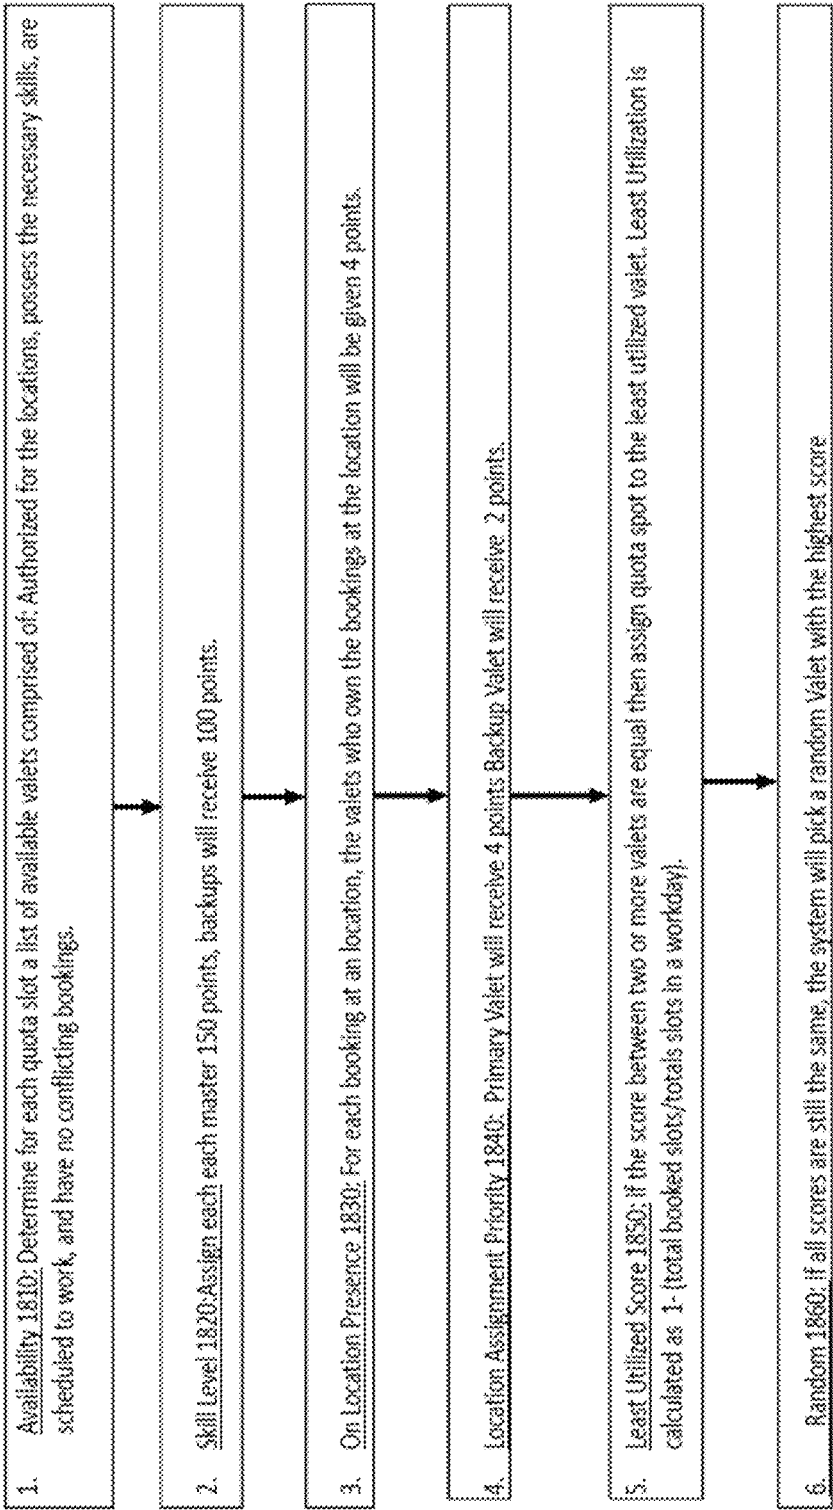 1. Availability 1810: Determine for each quota slot a list of available valets comprised of: Authorized for the locations, possess the necessary skills, are
scheduled to work, and have no conflicting bookings.
2. Skill Level 1820:Assign each each master 150 points, backups will receive 100 points.
3. On Location Presence 1830: For each booking at an location, the valets who own the bookings at the location will be given 4 points.
4. Location Assignment Priority 1840: Primary Valet will receive 4 points Backup Valet will receive 2 points.
5. Least Utilized Score 1850: If the score between two or more valets are equal then assign quota spot to the least utilized valet. Least Utilization is
calculated as 1- (total booked slots/totals slots in a workday).
6. Random 1860: If all scores are still the same, the system will pick a random Valet with the highest score